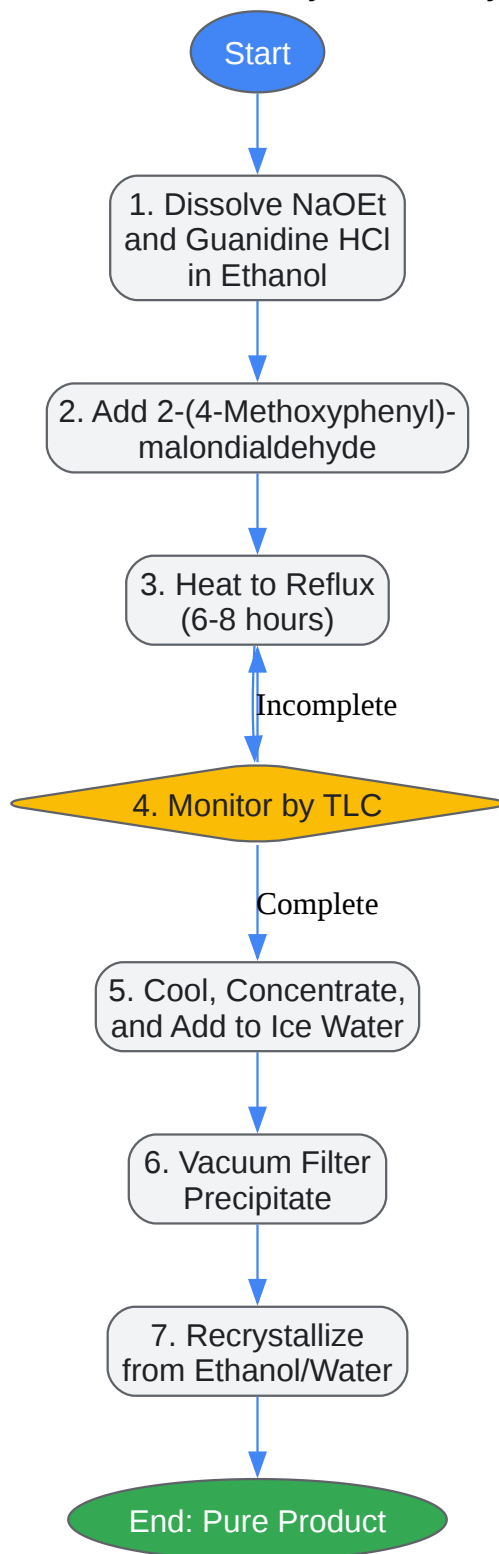 Start
1. Dissolve NaOEt
and Guanidine HCl
in Ethanol
2. Add 2-(4-Methoxyphenyl)-
malondialdehyde
3. Heat to Reflux
(6-8 hours)
Incomplete
4. Monitor by TLC
Complete
5. Cool, Concentrate,
and Add to Ice Water
6. Vacuum Filter
Precipitate
7. Recrystallize
from Ethanol/Water
End: Pure Product